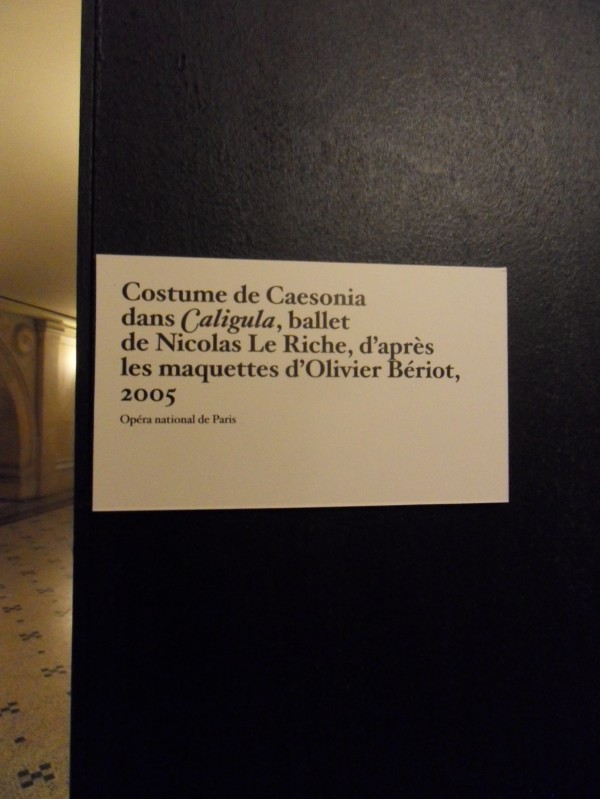 Costume de Caesonia
dans Caligula, ballet
de Nicolas Le Riche, d'après
les maquettes d'Olivier Bériot,
2005
Opéra national de Paris